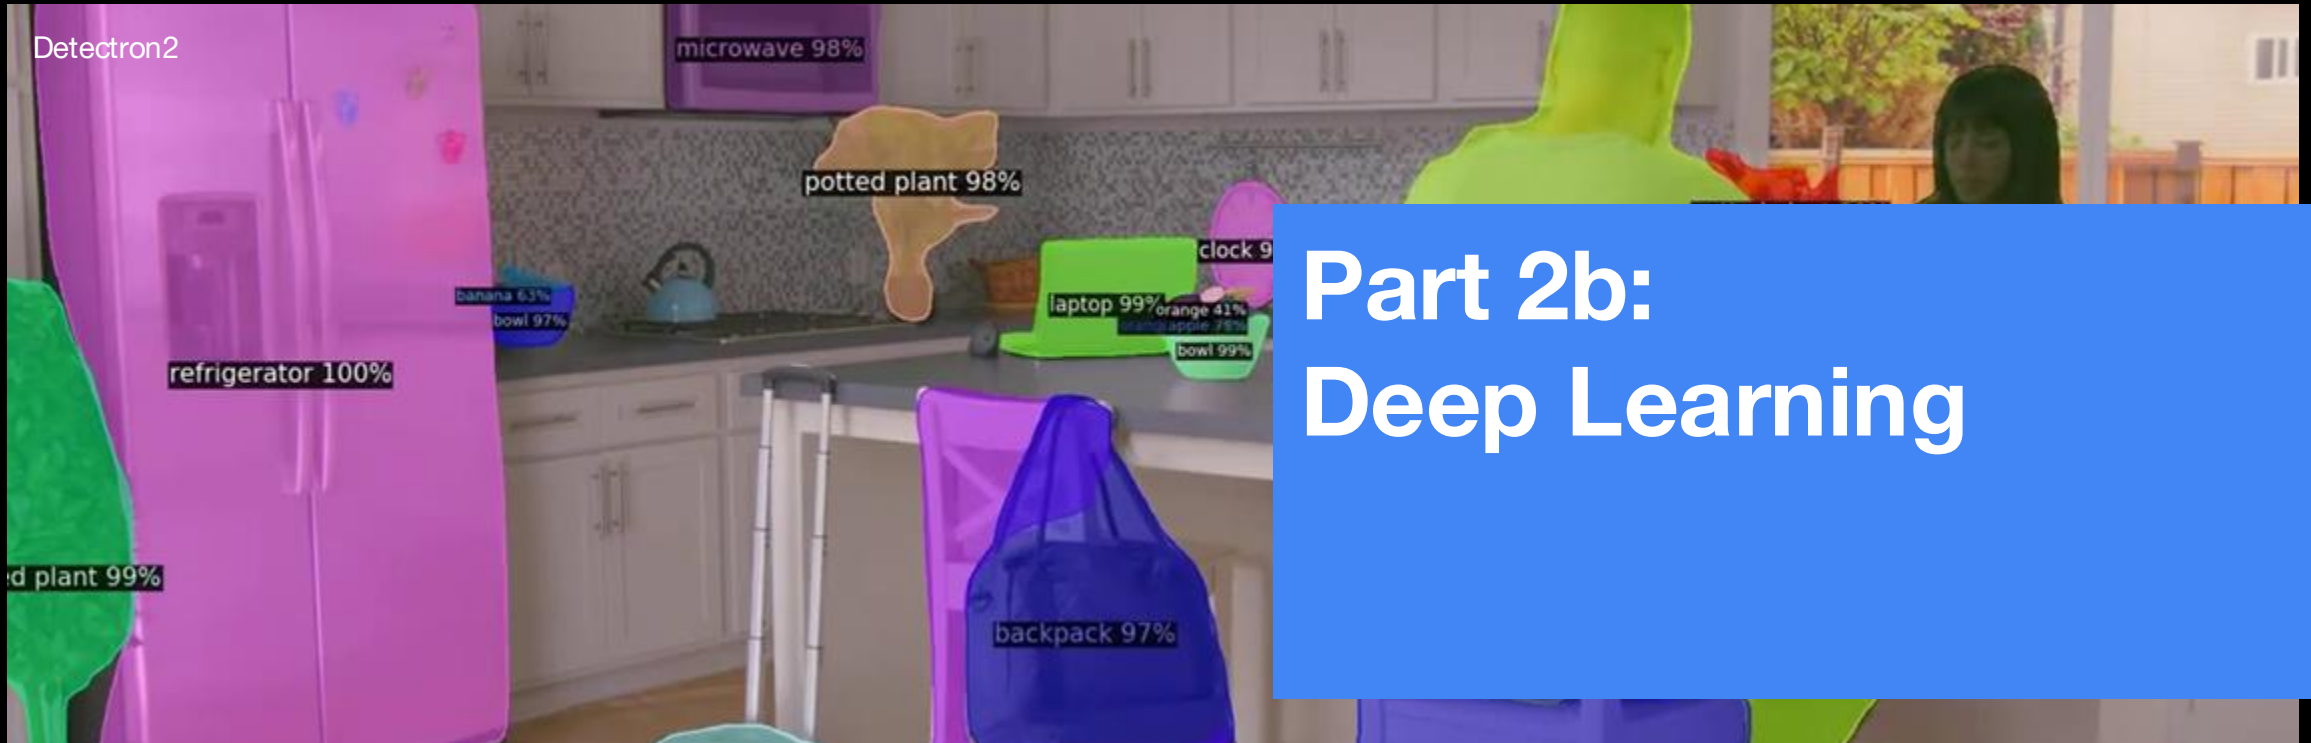 Detectron2
microwave 98%
potted plant 98%
clock 9
banana 63%
laptop 99%
orange 41%
bowl 97%
apple 78%
bowl 99%
refrigerator 100%
ed plant 99%
backpack 97%
Part 2b:
Deep Learning